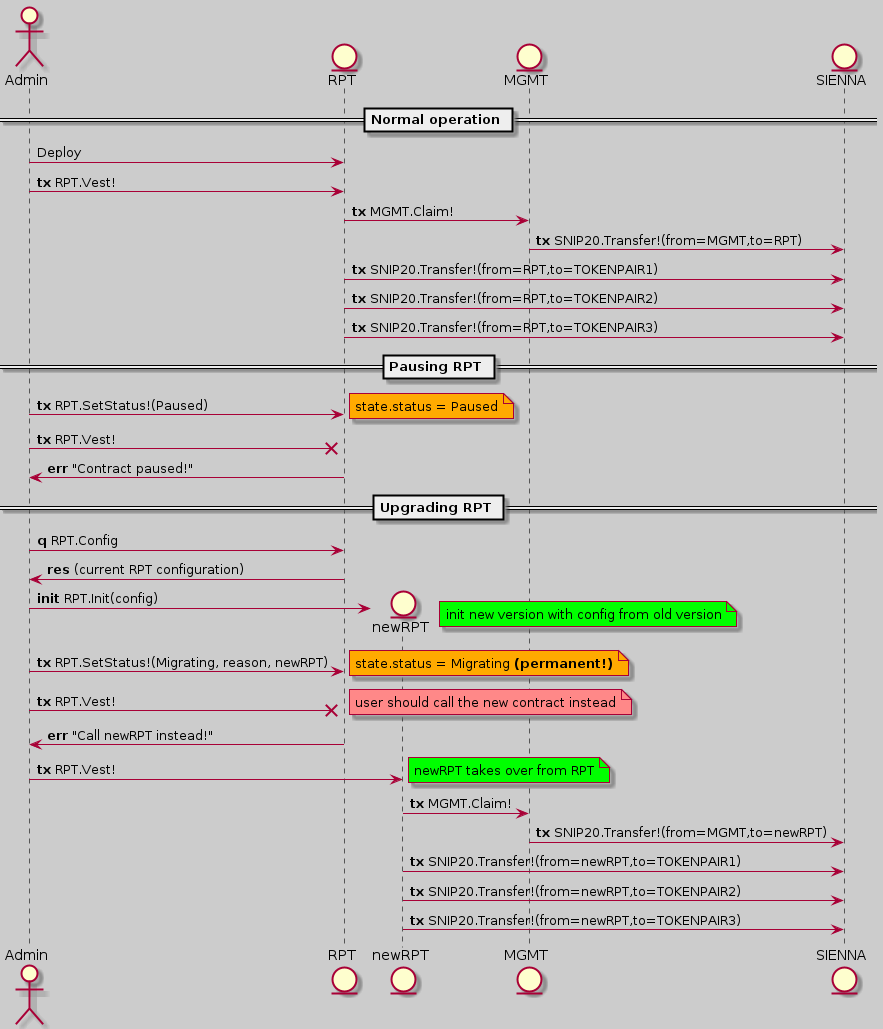 Admin
RPT
MGMT
SIENNA
Normal operation
Deploy
tx RPT.Vest!
tx MGMT.Claim!
tx SNIP20.Transfer!(from=MGMT,to=RPT)
tx SNIP20.Transfer!(from=RPT,to=TOKENPAIR1)
tx SNIP20.Transfer!(from=RPT,to=TOKENPAIR2)
tx SNIP20.Transfer!(from=RPT,to=TOKENPAIR3)
Pausing RPT
tx RPT.SetStatus!(Paused)
state.status = Paused
tx RPT.Vest!
err "Contract paused!"
Upgrading RPT
q RPT.Config
res (current RPT configuration)
init RPT.Init(config)
newRPT
init new version with config from old version
tx RPT.SetStatus!(Migrating, reason, newRPT)
state.status = Migrating (permanent!)
tx RPT.Vest!
user should call the new contract instead
err "Call newRPT instead!"
tx RPT.Vest!
newRPT takes over from RPT
tx MGMT.Claim!
tx SNIP20.Transfer!(from=MGMT,to=newRPT)
tx SNIP20.Transfer!(from=newRPT,to=TOKENPAIR1)
tx SNIP20.Transfer!(from=newRPT,to=TOKENPAIR2)
tx SNIP20.Transfer!(from=newRPT,to=TOKENPAIR3)
Admin
RPT
newRPT
MGMT
SIENNA